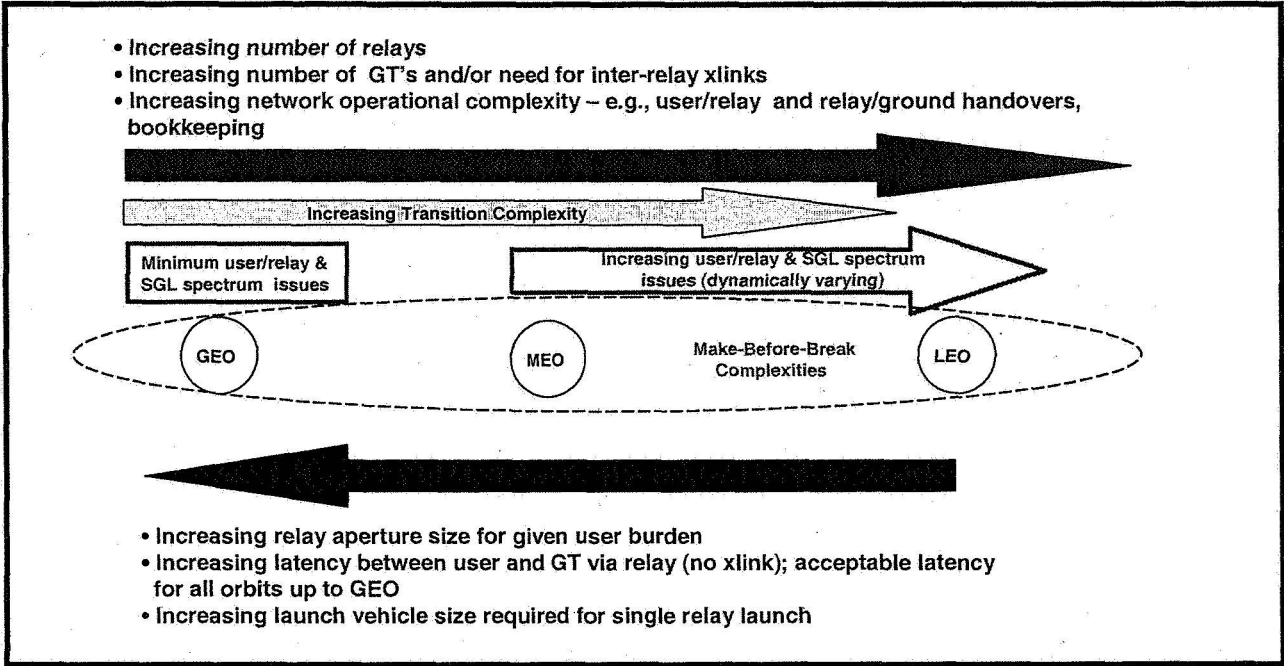 • Increasing number of relays
• Increasing number of GT's and/or need for inter-relay xlinks
• Increasing network operational complexity – e.g., user/relay and relay/ground handovers,
bookkeeping
Increasing Transition Complexity
Minimum user/relay &
SGL spectrum issues
Increasing user/relay & SGL spectrum
issues (dynamically varying)
GEO
MEO
Make-Before-Break
Complexities
LEO
• Increasing relay aperture size for given user burden
• Increasing latency between user and GT via relay (no xlink); acceptable latency
for all orbits up to GEO
• Increasing launch vehicle size required for single relay launch